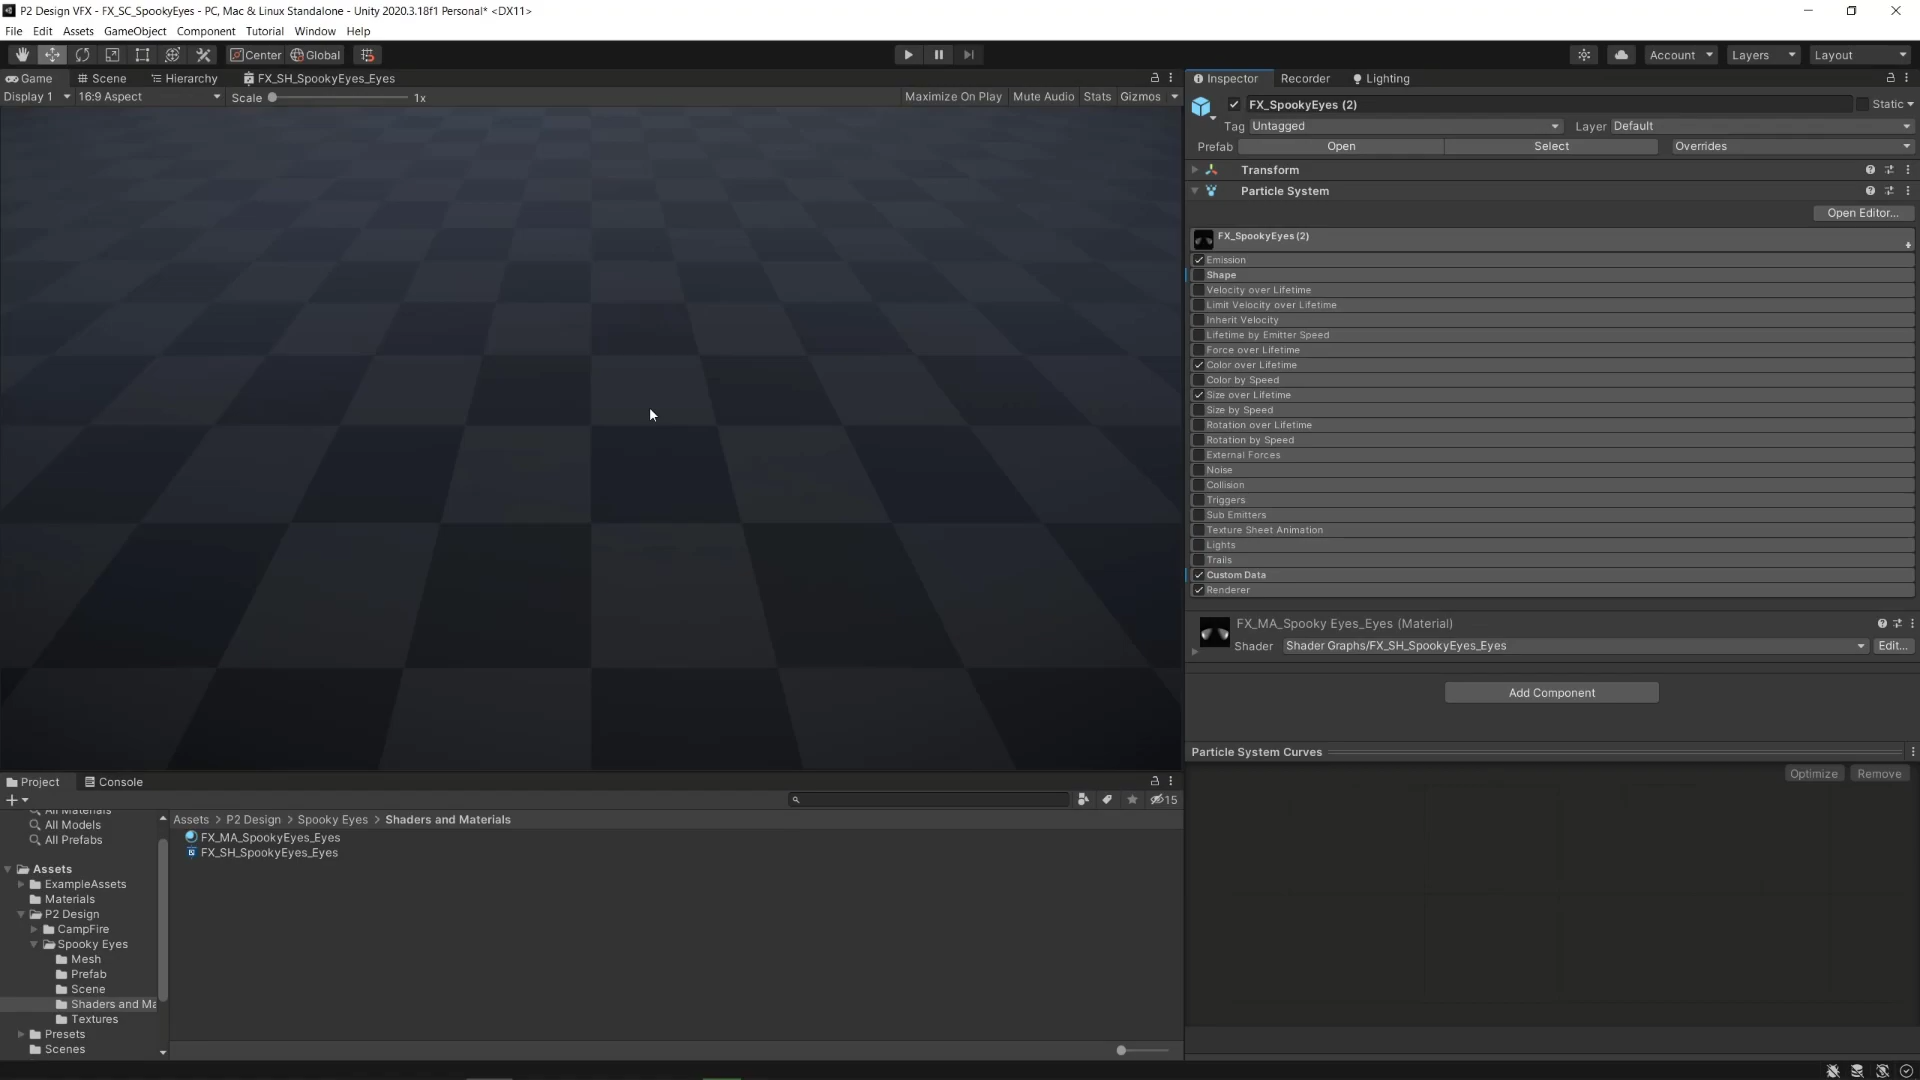 P2 Design VFX - FX_SC_SpookyEyes - PC, Mac & Linux Standalone - Unity 2020.3.18f1 Personal* <DX11>
File Edit Assets GameObject Component Tutorial Window Help
Center Global Account Layers Layout
Game Scene Hierarchy FX_SH_SpookyEyes_Eyes
Display 1 16:9 Aspect Scale 1x Maximize On Play Mute Audio Stats Gizmos
Inspector Recorder Lighting
FX_SpookyEyes (2) Static
Tag Untagged Layer Default
Prefab Open Select Overrides
Transform
Particle System
Open Editor...
FX_SpookyEyes (2)
Emission
Shape
Velocity over Lifetime
Limit Velocity over Lifetime
Inherit Velocity
Lifetime by Emitter Speed
Force over Lifetime
Color over Lifetime
Color by Speed
Size over Lifetime
Size by Speed
Rotation over Lifetime
Rotation by Speed
External Forces
Noise
Collision
Triggers
Sub Emitters
Texture Sheet Animation
Lights
Trails
Custom Data
Renderer
FX_MA_Spooky Eyes_Eyes (Material)
Shader Shader Graphs/FX_SH_SpookyEyes_Eyes Edit...
Add Component
Particle System Curves
Optimize Remove
Project Console
15
All Materials
All Models
All Prefabs
Assets
ExampleAssets
Materials
P2 Design
CampFire
Spooky Eyes
Mesh
Prefab
Scene
Shaders and Ma
Textures
Presets
Scenes
Assets > P2 Design > Spooky Eyes > Shaders and Materials
FX_MA_SpookyEyes_Eyes
FX_SH_SpookyEyes_Eyes